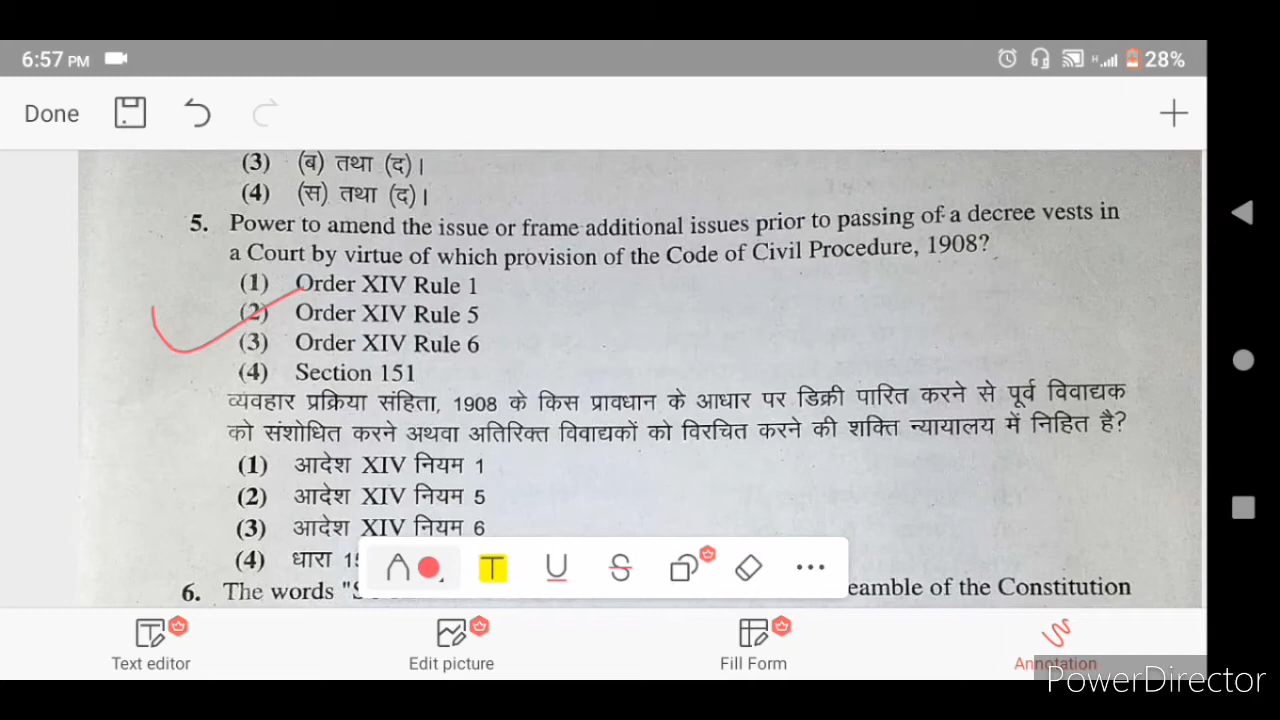 6:57 PM
28%
Done
(3) (ब) तथा (द)।
(4) (स) तथा (द)।
5. Power to amend the issue or frame additional issues prior to passing of a decree vests in
a Court by virtue of which provision of the Code of Civil Procedure, 1908?
(1) Order XIV Rule 1
(2) Order XIV Rule 5
(3) Order XIV Rule 6
(4) Section 151
व्यवहार प्रक्रिया संहिता, 1908 के किस प्रावधान के आधार पर डिक्री पारित करने से पूर्व विवाद्यक
को संशोधित करने अथवा अतिरिक्त विवाद्यकों को विरचित करने की शक्ति न्यायालय में निहित है?
(1) आदेश XIV नियम 1
(2) आदेश XIV नियम 5
(3) आदेश XIV नियम 6
(4) धारा
6. The words eamble of the Constitution
Text editor
Edit picture
Fill Form
Annotation
PowerDirector